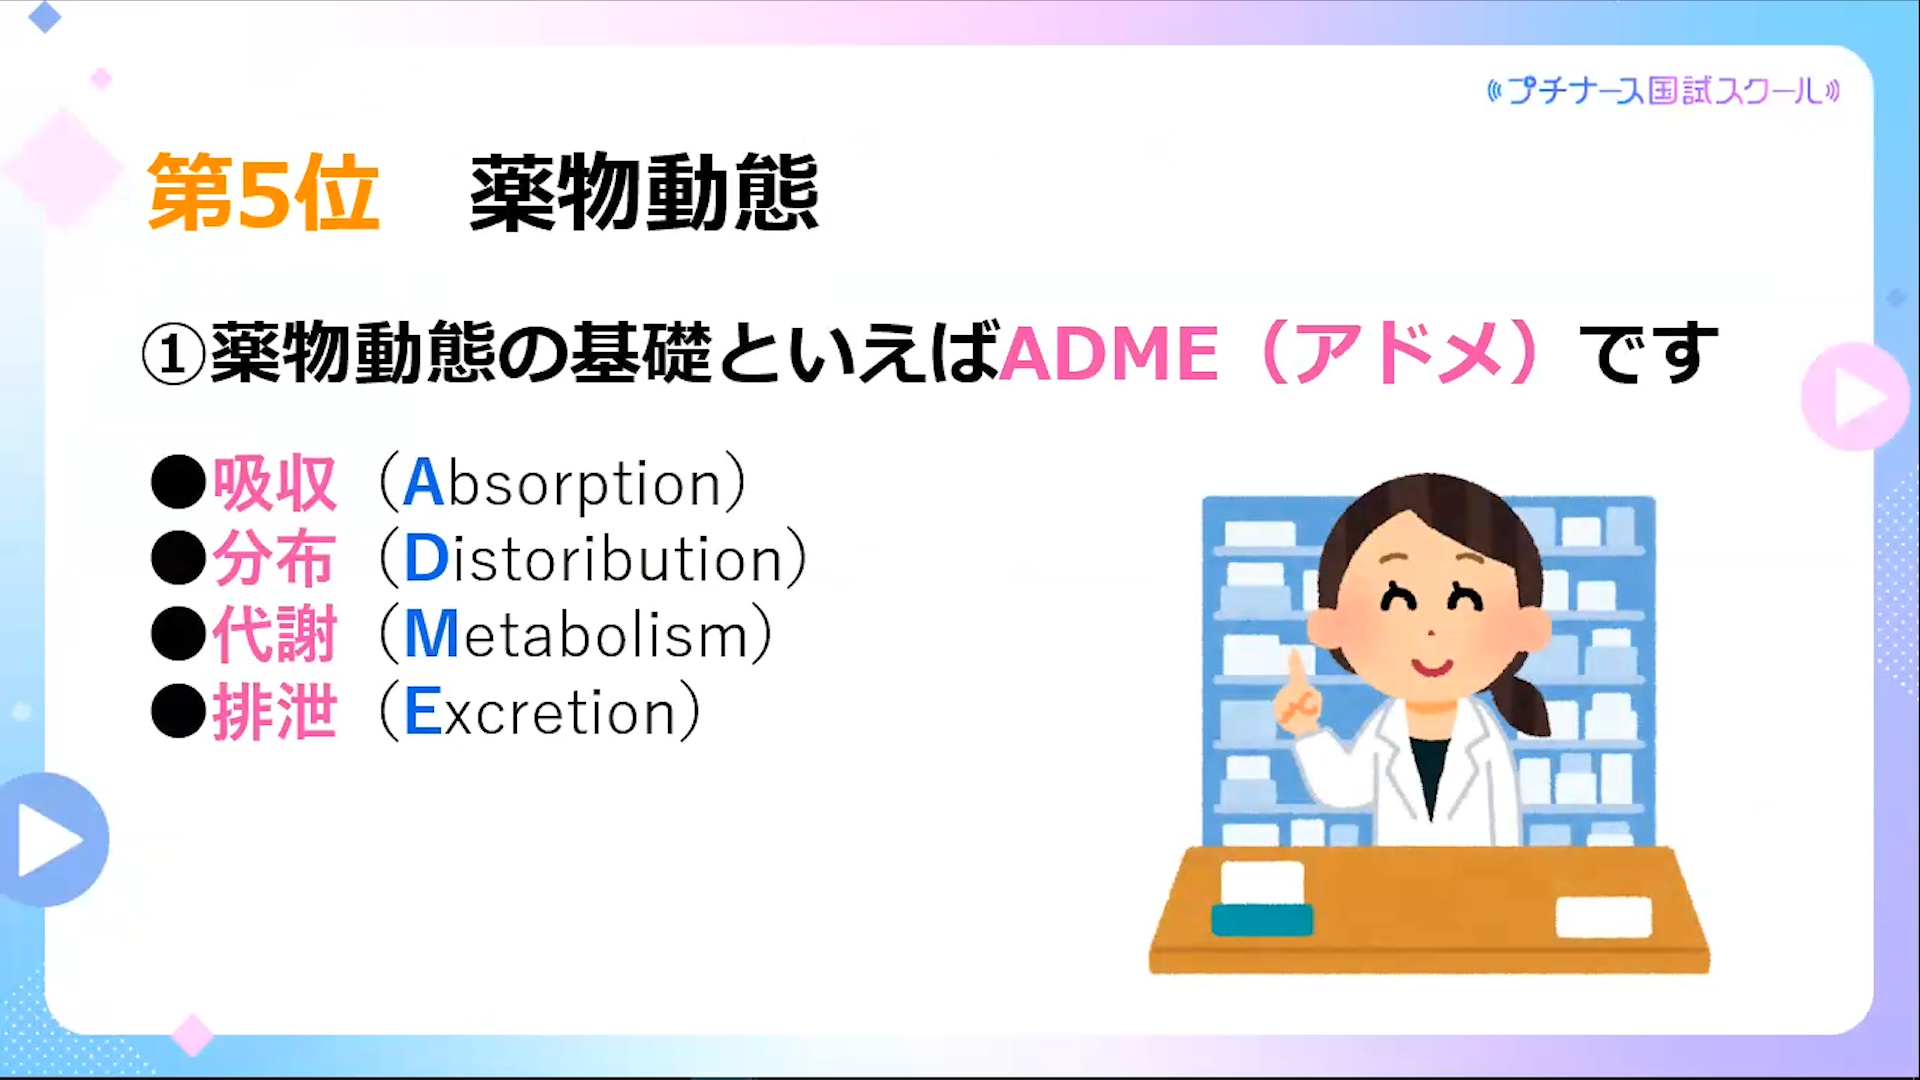 プチナース国試スクール
第5位 薬物動態
①薬物動態の基礎といえばADME（アドメ）です
●吸収（Absorption）
●分布（Distoribution）
●代謝（Metabolism）
●排泄（Excretion）